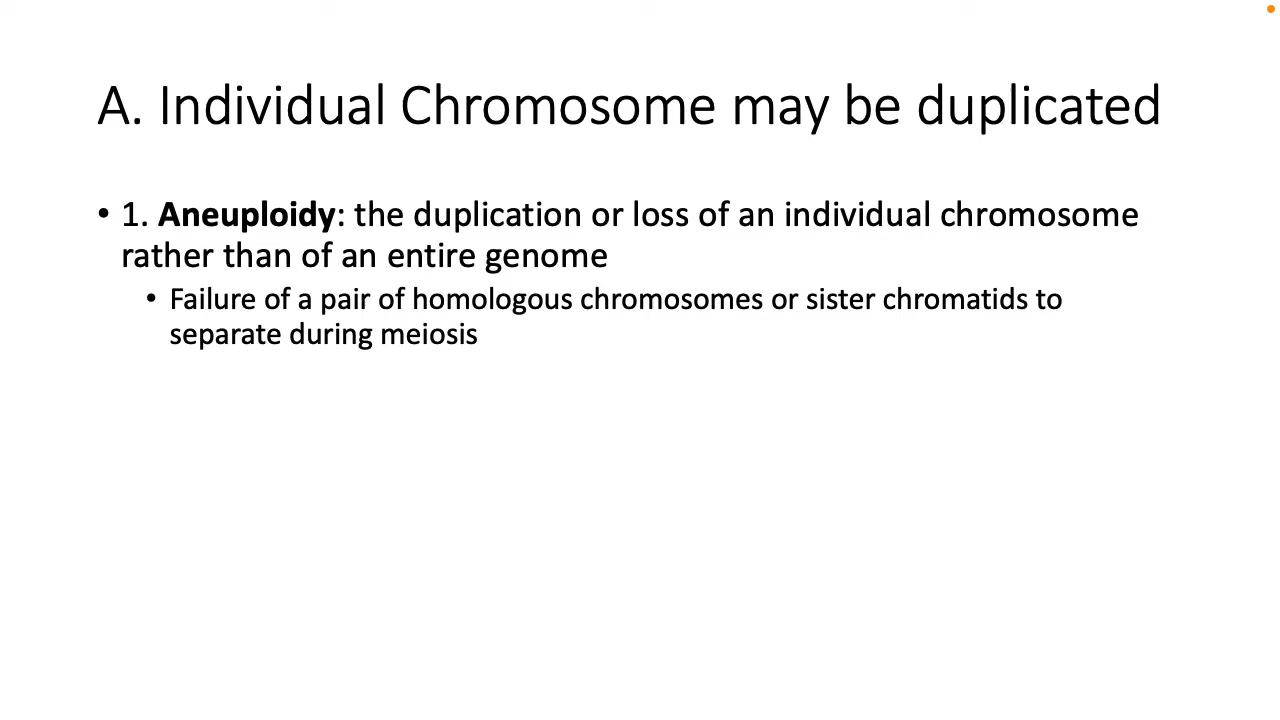 A. Individual Chromosome may be duplicated
• 1. Aneuploidy: the duplication or loss of an individual chromosome
rather than of an entire genome
• Failure of a pair of homologous chromosomes or sister chromatids to
separate during meiosis